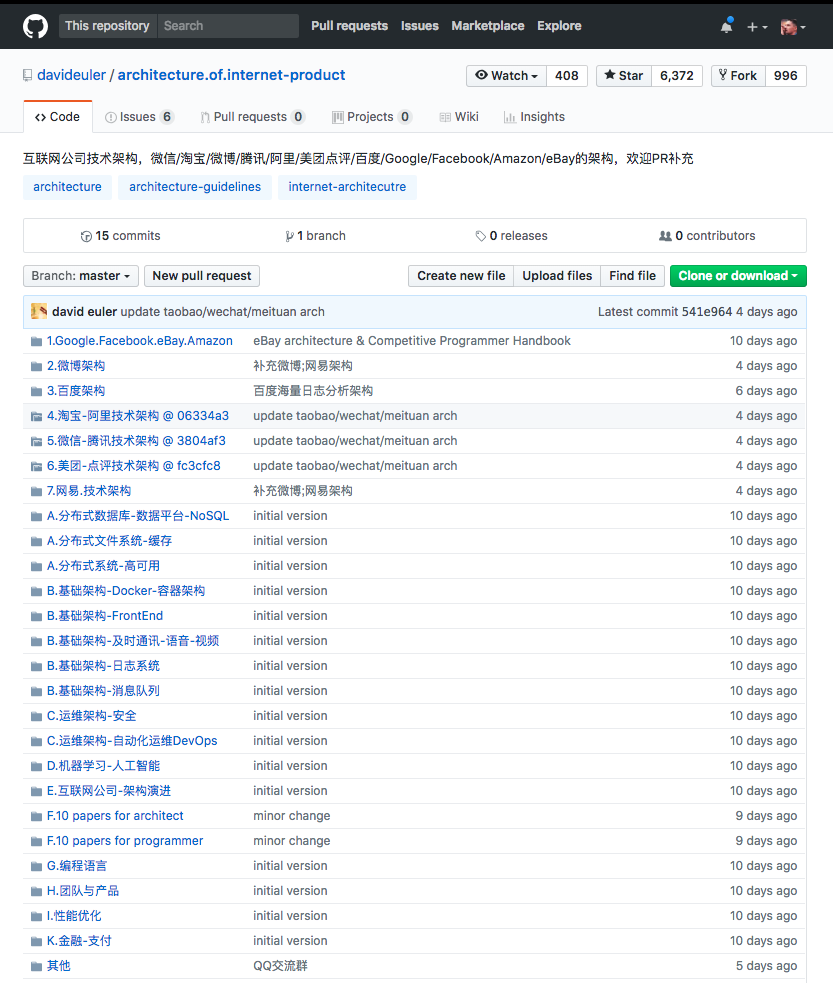 This repository Search Pull requests Issues Marketplace Explore
davideuler / architecture.of.internet-product Watch 408 Star 6,372 Fork 996
Code Issues 6 Pull requests 0 Projects 0 Wiki Insights
互联网公司技术架构，微信/淘宝/微博/腾讯/阿里/美团点评/百度/Google/Facebook/Amazon/eBay的架构，欢迎PR补充
architecture architecture-guidelines internet-architecutre
15 commits 1 branch 0 releases 0 contributors
Branch: master New pull request Create new file Upload files Find file Clone or download
david euler update taobao/wechat/meituan arch Latest commit 541e964 4 days ago
1.Google.Facebook.eBay.Amazon eBay architecture & Competitive Programmer Handbook 10 days ago
2.微博架构 补充微博;网易架构 4 days ago
3.百度架构 百度海量日志分析架构 6 days ago
4.淘宝-阿里技术架构 @ 06334a3 update taobao/wechat/meituan arch 4 days ago
5.微信-腾讯技术架构 @ 3804af3 update taobao/wechat/meituan arch 4 days ago
6.美团-点评技术架构 @ fc3cfc8 update taobao/wechat/meituan arch 4 days ago
7.网易.技术架构 补充微博;网易架构 4 days ago
A.分布式数据库-数据平台-NoSQL initial version 10 days ago
A.分布式文件系统-缓存 initial version 10 days ago
A.分布式系统-高可用 initial version 10 days ago
B.基础架构-Docker-容器架构 initial version 10 days ago
B.基础架构-FrontEnd initial version 10 days ago
B.基础架构-及时通讯-语音-视频 initial version 10 days ago
B.基础架构-日志系统 initial version 10 days ago
B.基础架构-消息队列 initial version 10 days ago
C.运维架构-安全 initial version 10 days ago
C.运维架构-自动化运维DevOps initial version 10 days ago
D.机器学习-人工智能 initial version 10 days ago
E.互联网公司-架构演进 initial version 10 days ago
F.10 papers for architect minor change 9 days ago
F.10 papers for programmer minor change 9 days ago
G.编程语言 initial version 10 days ago
H.团队与产品 initial version 10 days ago
I.性能优化 initial version 10 days ago
K.金融-支付 initial version 10 days ago
其他 QQ交流群 5 days ago